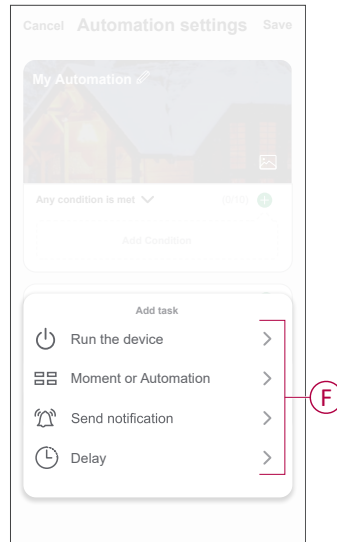 Cancel Automation settings Save
My Automation
Any condition is met (0/10)
Add Condition
Add task
Run the device
Moment or Automation
Send notification
Delay
F